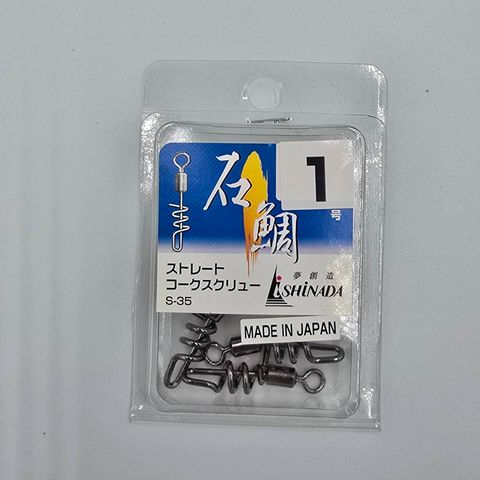 石鯛
1
号
ストレート
コークスクリュー
S-35
夢創造
iSHiNADA
MADE IN JAPAN